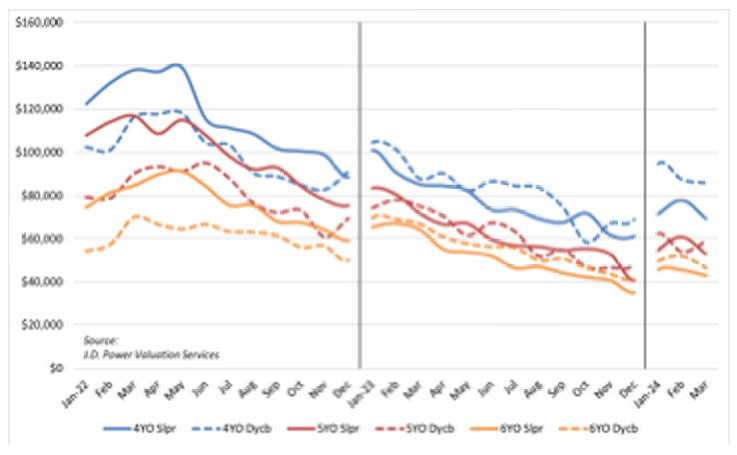 $160,000
$140,000
$120,000
$100,000
$80,000
$60,000
$40,000
$20,000
$0
Source:
J.D. Power Valuation Services
Jan-22 Feb Mar Apr May Jun Jul Aug Sep Oct Nov Dec Jan-23 Feb Mar Apr May Jun Jul Aug Sep Oct Nov Dec Jan-24 Feb Mar
4YO Slpr 4YO Dycb 5YO Slpr 5YO Dycb 6YO Slpr 6YO Dycb